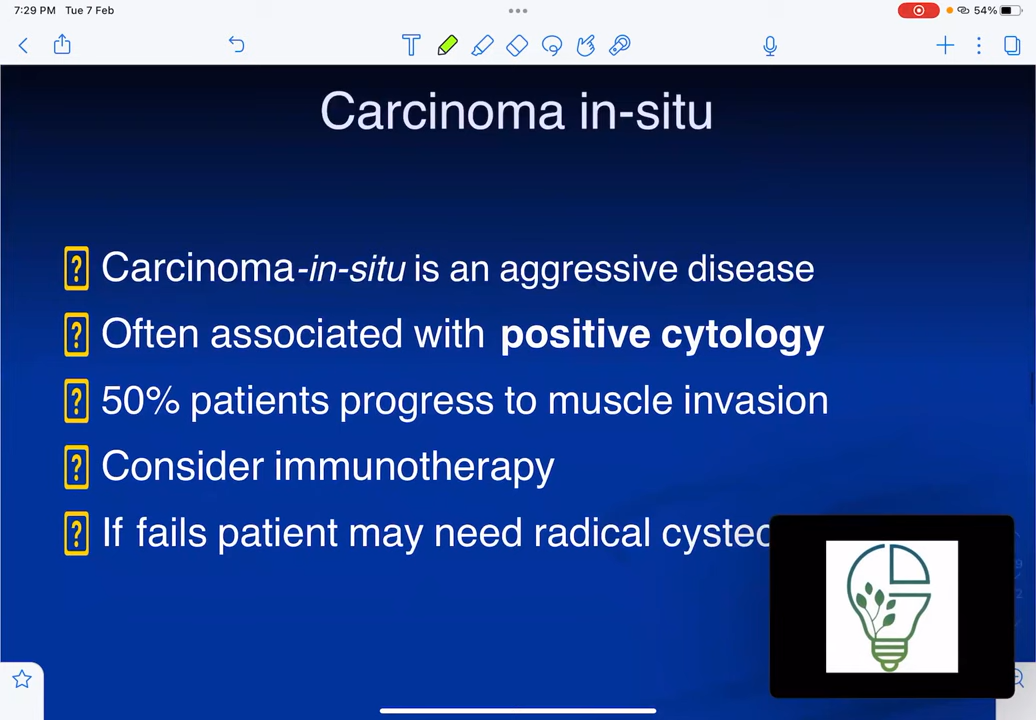 7:29 PM Tue 7 Feb
54%
Carcinoma in-situ
Carcinoma-in-situ is an aggressive disease
Often associated with positive cytology
50% patients progress to muscle invasion
Consider immunotherapy
If fails patient may need radical